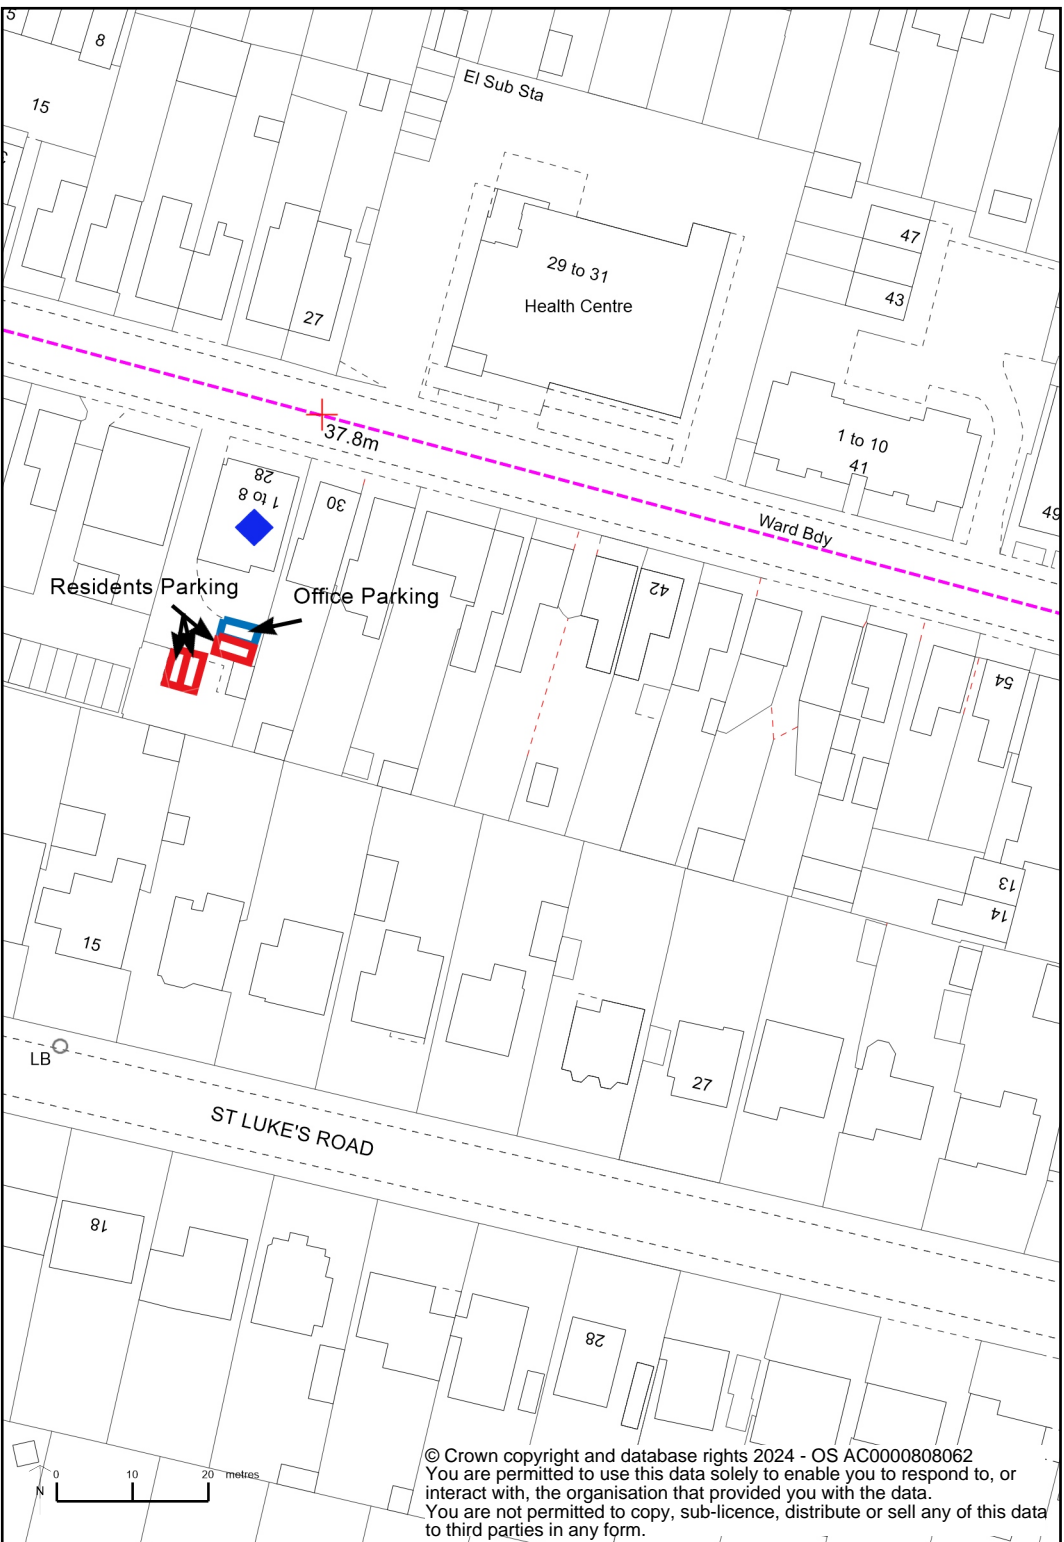 5
8
El Sub Sta
15
47
29 to 31
43
Health Centre
27
37.8m
1 to 10
41
28
1 to 8
30
49
Ward Bdy
Residents Parking
Office Parking
42
54
13
14
15
LB
27
ST LUKE'S ROAD
18
28
© Crown copyright and database rights 2024 - OS AC0000808062
0 10 20 metres
You are permitted to use this data solely to enable you to respond to, or
N
interact with, the organisation that provided you with the data.
You are not permitted to copy, sub-licence, distribute or sell any of this data
to third parties in any form.